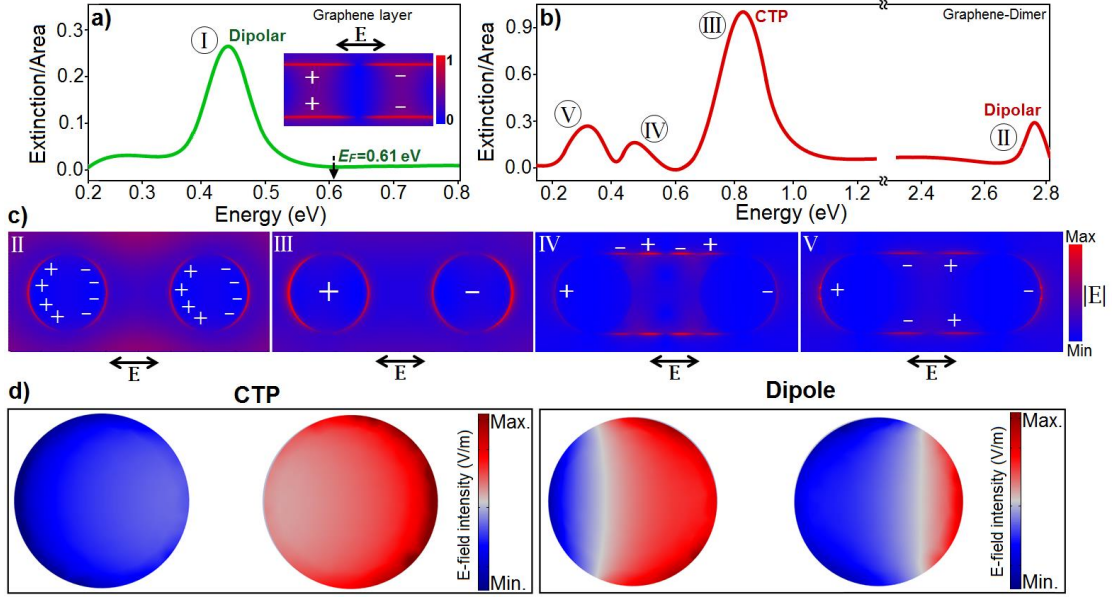 a)
Graphene layer
E
I
Dipolar
+ −
+ −
1
0
E_F=0.61 eV
0.3
0.2
0.1
0.0
Extinction/Area
0.2 0.3 0.4 0.5 0.6 0.7 0.8
Energy (eV)
b)
Graphene-Dimer
III
CTP
V
IV
II
Dipolar
0.9
0.6
0.3
0.0
Extinction/Area
0.2 0.4 0.6 0.8 1.0 1.2 2.4 2.6 2.8
Energy (eV)
c)
II
+ + + + + − − − −
+ + + + + − − − −
E
III
+ −
E
IV
− + − +
+ −
E
V
− +
+ −
− +
E
Max
|E|
Min
d)
CTP
Max.
E-field intensity (V/m)
Min.
Dipole
Max.
E-field intensity (V/m)
Min.